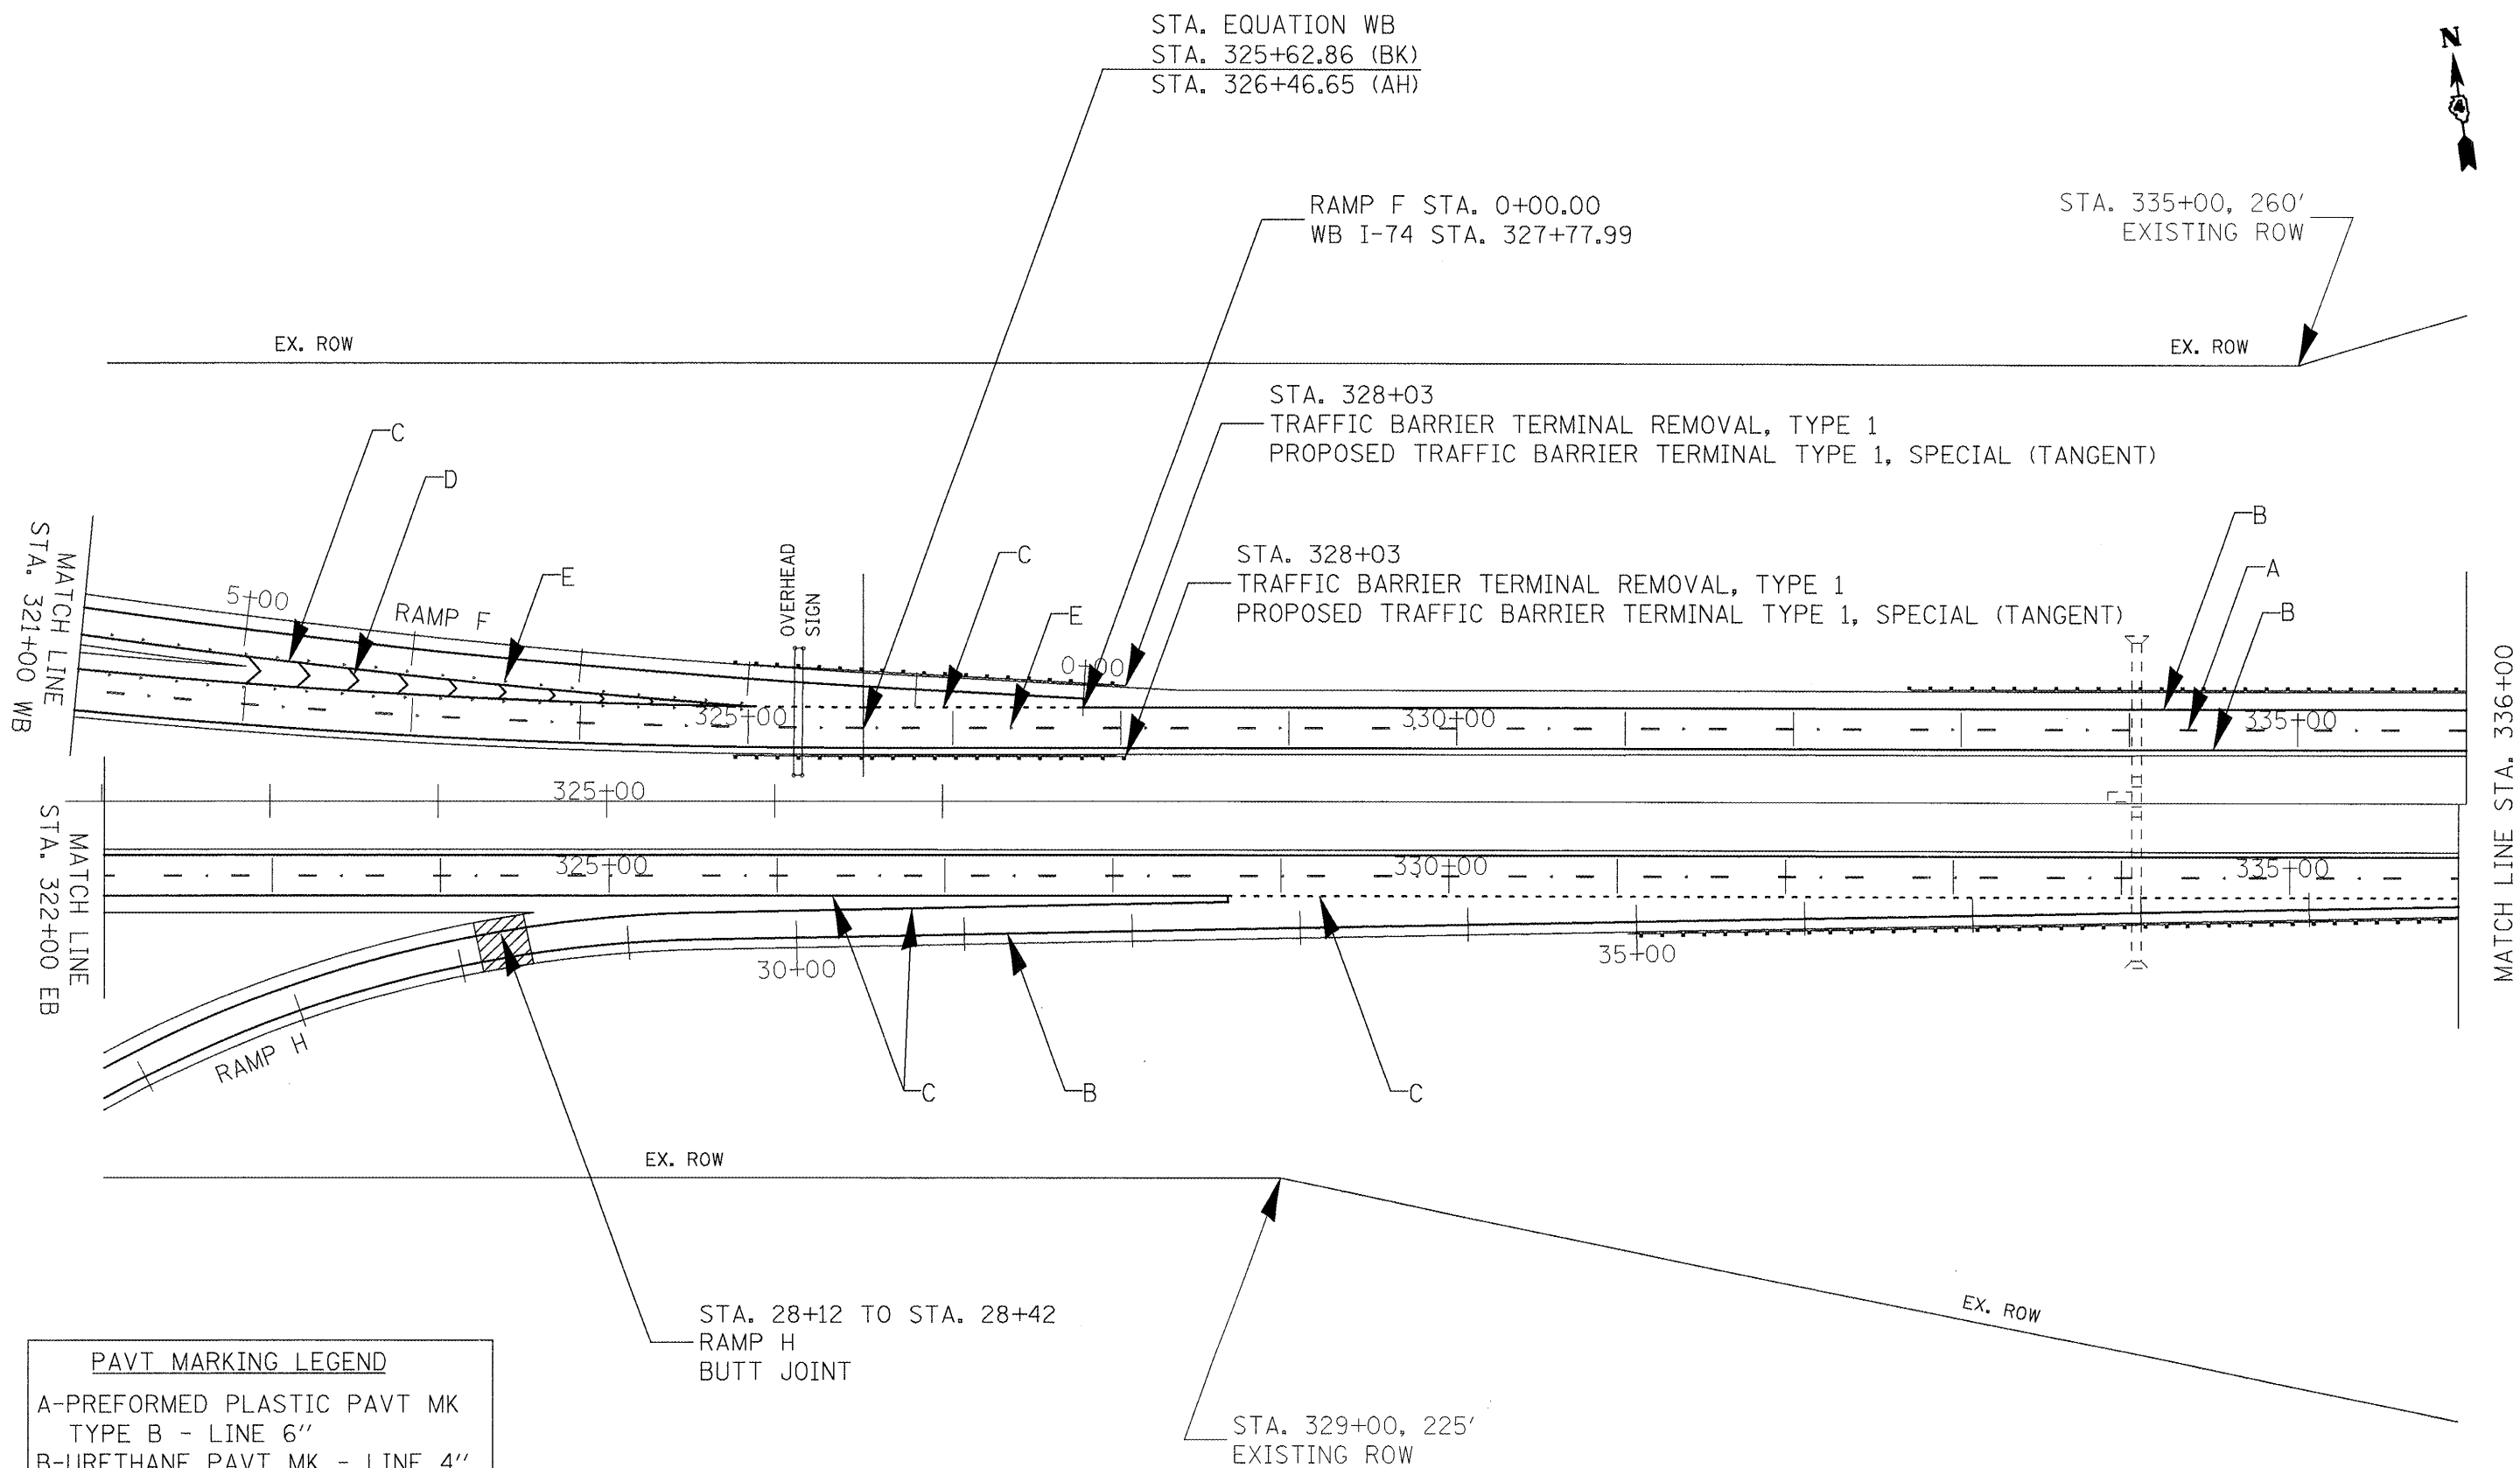 STA. EQUATION WB
STA. 325+62.86 (BK)
STA. 326+46.65 (AH)
N
4
RAMP F STA. 0+00.00
WB I-74 STA. 327+77.99
STA. 335+00, 260'
EXISTING ROW
EX. ROW
EX. ROW
STA. 328+03
TRAFFIC BARRIER TERMINAL REMOVAL, TYPE 1
PROPOSED TRAFFIC BARRIER TERMINAL TYPE 1, SPECIAL (TANGENT)
C
D
E
OVERHEAD
SIGN
C
E
STA. 328+03
TRAFFIC BARRIER TERMINAL REMOVAL, TYPE 1
PROPOSED TRAFFIC BARRIER TERMINAL TYPE 1, SPECIAL (TANGENT)
B
A
B
MATCH LINE
STA. 321+00 WB
5+00
RAMP F
0+00
325+00
330+00
335+00
MATCH LINE STA. 336+00
325+00
MATCH LINE
STA. 322+00 EB
325+00
330+00
335+00
30+00
35+00
RAMP H
C
B
C
EX. ROW
EX. ROW
STA. 28+12 TO STA. 28+42
RAMP H
BUTT JOINT
STA. 329+00, 225'
EXISTING ROW
PAVT MARKING LEGEND
A-PREFORMED PLASTIC PAVT MK
TYPE B - LINE 6"
B-URETHANE PAVT MK - LINE 4"